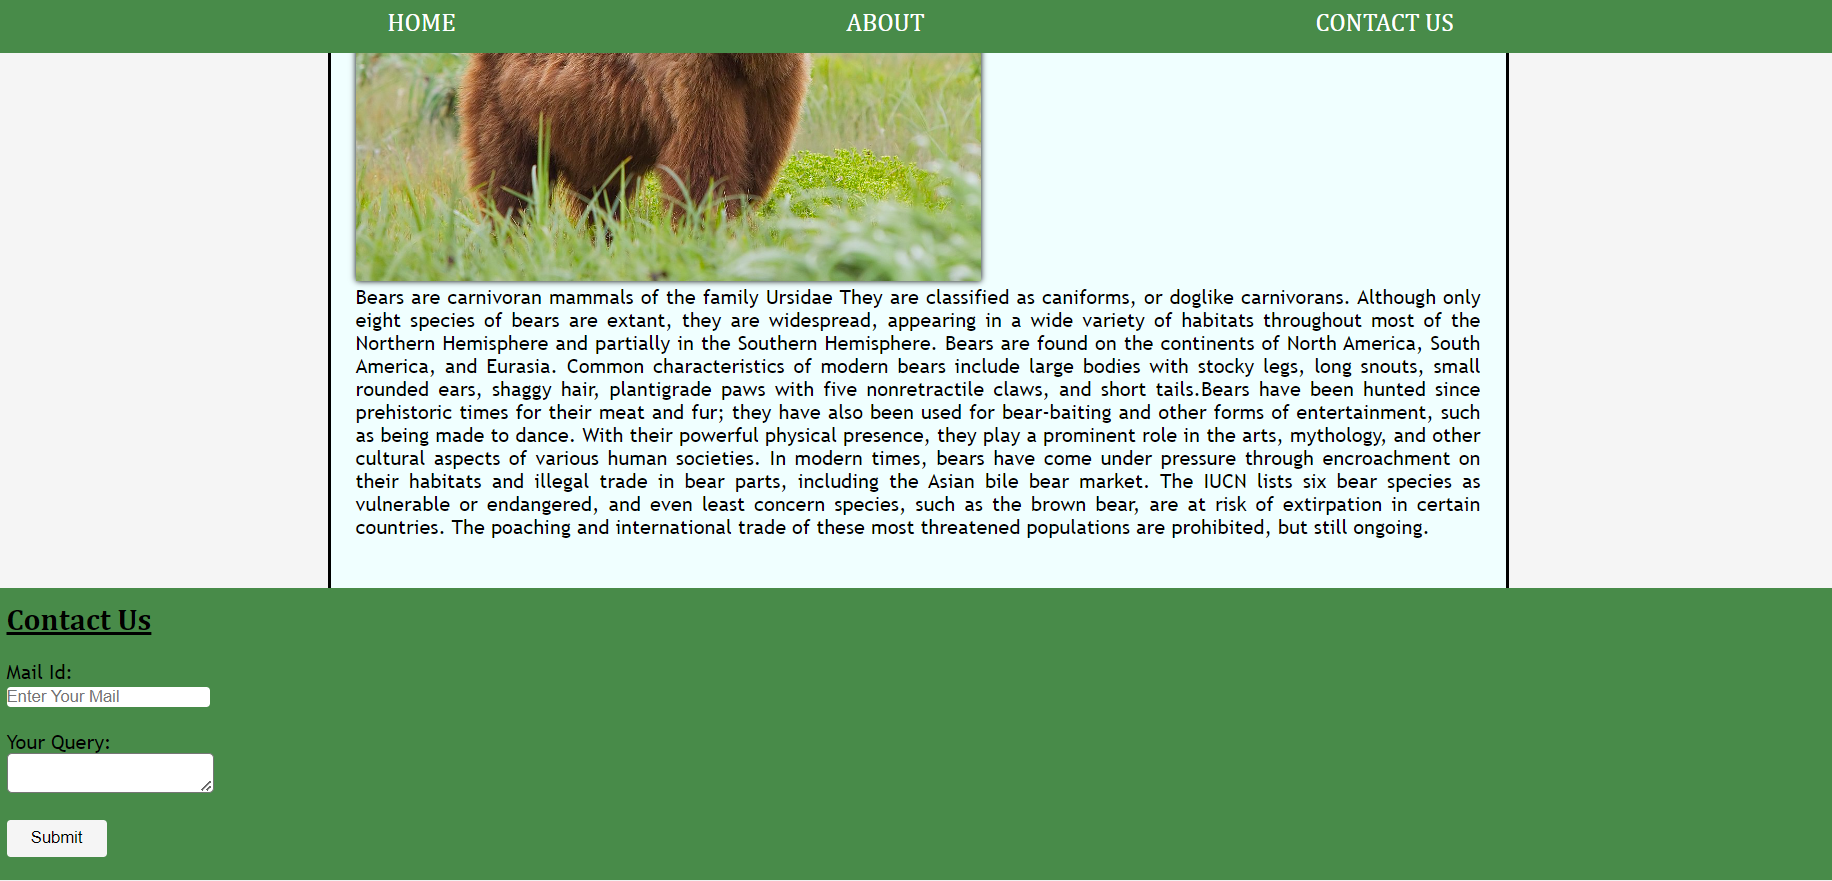 HOME ABOUT CONTACT US
Bears are carnivoran mammals of the family Ursidae They are classified as caniforms, or doglike carnivorans. Although only
eight species of bears are extant, they are widespread, appearing in a wide variety of habitats throughout most of the
Northern Hemisphere and partially in the Southern Hemisphere. Bears are found on the continents of North America, South
America, and Eurasia. Common characteristics of modern bears include large bodies with stocky legs, long snouts, small
rounded ears, shaggy hair, plantigrade paws with five nonretractile claws, and short tails.Bears have been hunted since
prehistoric times for their meat and fur; they have also been used for bear-baiting and other forms of entertainment, such
as being made to dance. With their powerful physical presence, they play a prominent role in the arts, mythology, and other
cultural aspects of various human societies. In modern times, bears have come under pressure through encroachment on
their habitats and illegal trade in bear parts, including the Asian bile bear market. The IUCN lists six bear species as
vulnerable or endangered, and even least concern species, such as the brown bear, are at risk of extirpation in certain
countries. The poaching and international trade of these most threatened populations are prohibited, but still ongoing.
Contact Us
Mail Id:
Enter Your Mail
Your Query:
Submit